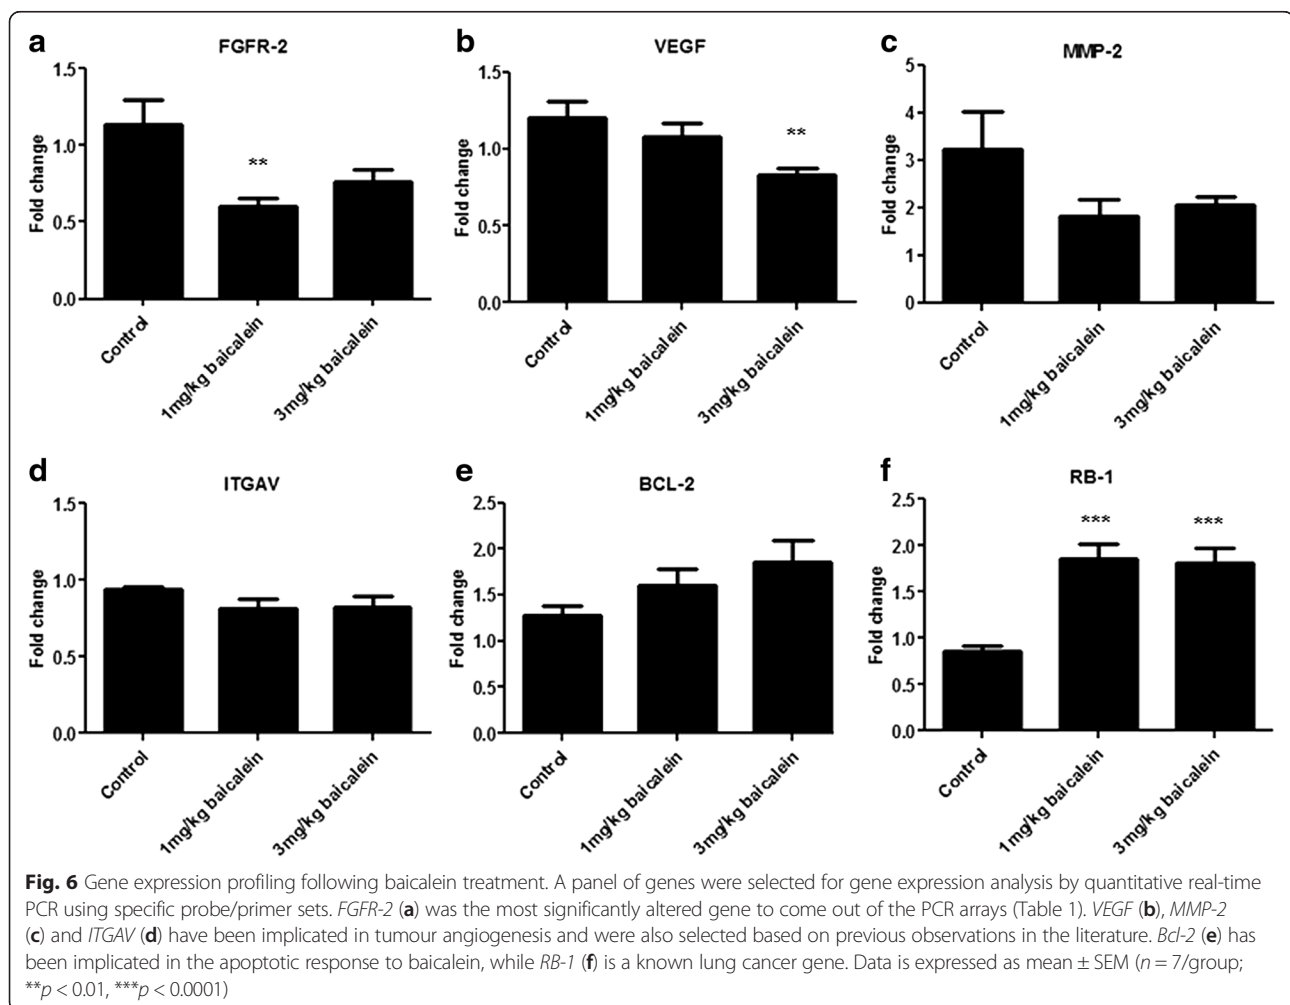 a
FGFR-2
1.5
1.0
0.5
0.0
Fold change
**
Control
1mg/kg baicalein
3mg/kg baicalein
b
VEGF
1.5
1.0
0.5
0.0
Fold change
**
Control
1mg/kg baicalein
3mg/kg baicalein
c
MMP-2
5
4
3
2
1
0
Fold change
Control
1mg/kg baicalein
3mg/kg baicalein
d
ITGAV
1.5
1.0
0.5
0.0
Fold change
Control
1mg/kg baicalein
3mg/kg baicalein
e
BCL-2
2.5
2.0
1.5
1.0
0.5
0.0
Fold change
Control
1mg/kg baicalein
3mg/kg baicalein
f
RB-1
2.5
2.0
1.5
1.0
0.5
0.0
Fold change
***
***
Control
1mg/kg baicalein
3mg/kg baicalein
Fig. 6 Gene expression profiling following baicalein treatment. A panel of genes were selected for gene expression analysis by quantitative real-time
PCR using specific probe/primer sets. FGFR-2 (a) was the most significantly altered gene to come out of the PCR arrays (Table 1). VEGF (b), MMP-2
(c) and ITGAV (d) have been implicated in tumour angiogenesis and were also selected based on previous observations in the literature. Bcl-2 (e) has
been implicated in the apoptotic response to baicalein, while RB-1 (f) is a known lung cancer gene. Data is expressed as mean ± SEM (n = 7/group;
**p < 0.01, ***p < 0.0001)